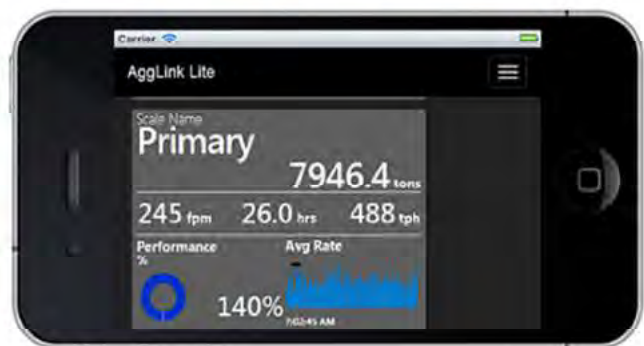 Carrier
AggLink Lite
Scale Name
Primary
7946.4 tons
245 fpm 26.0 hrs 488 tph
Performance Avg Rate
%
140%
7:02:45 AM